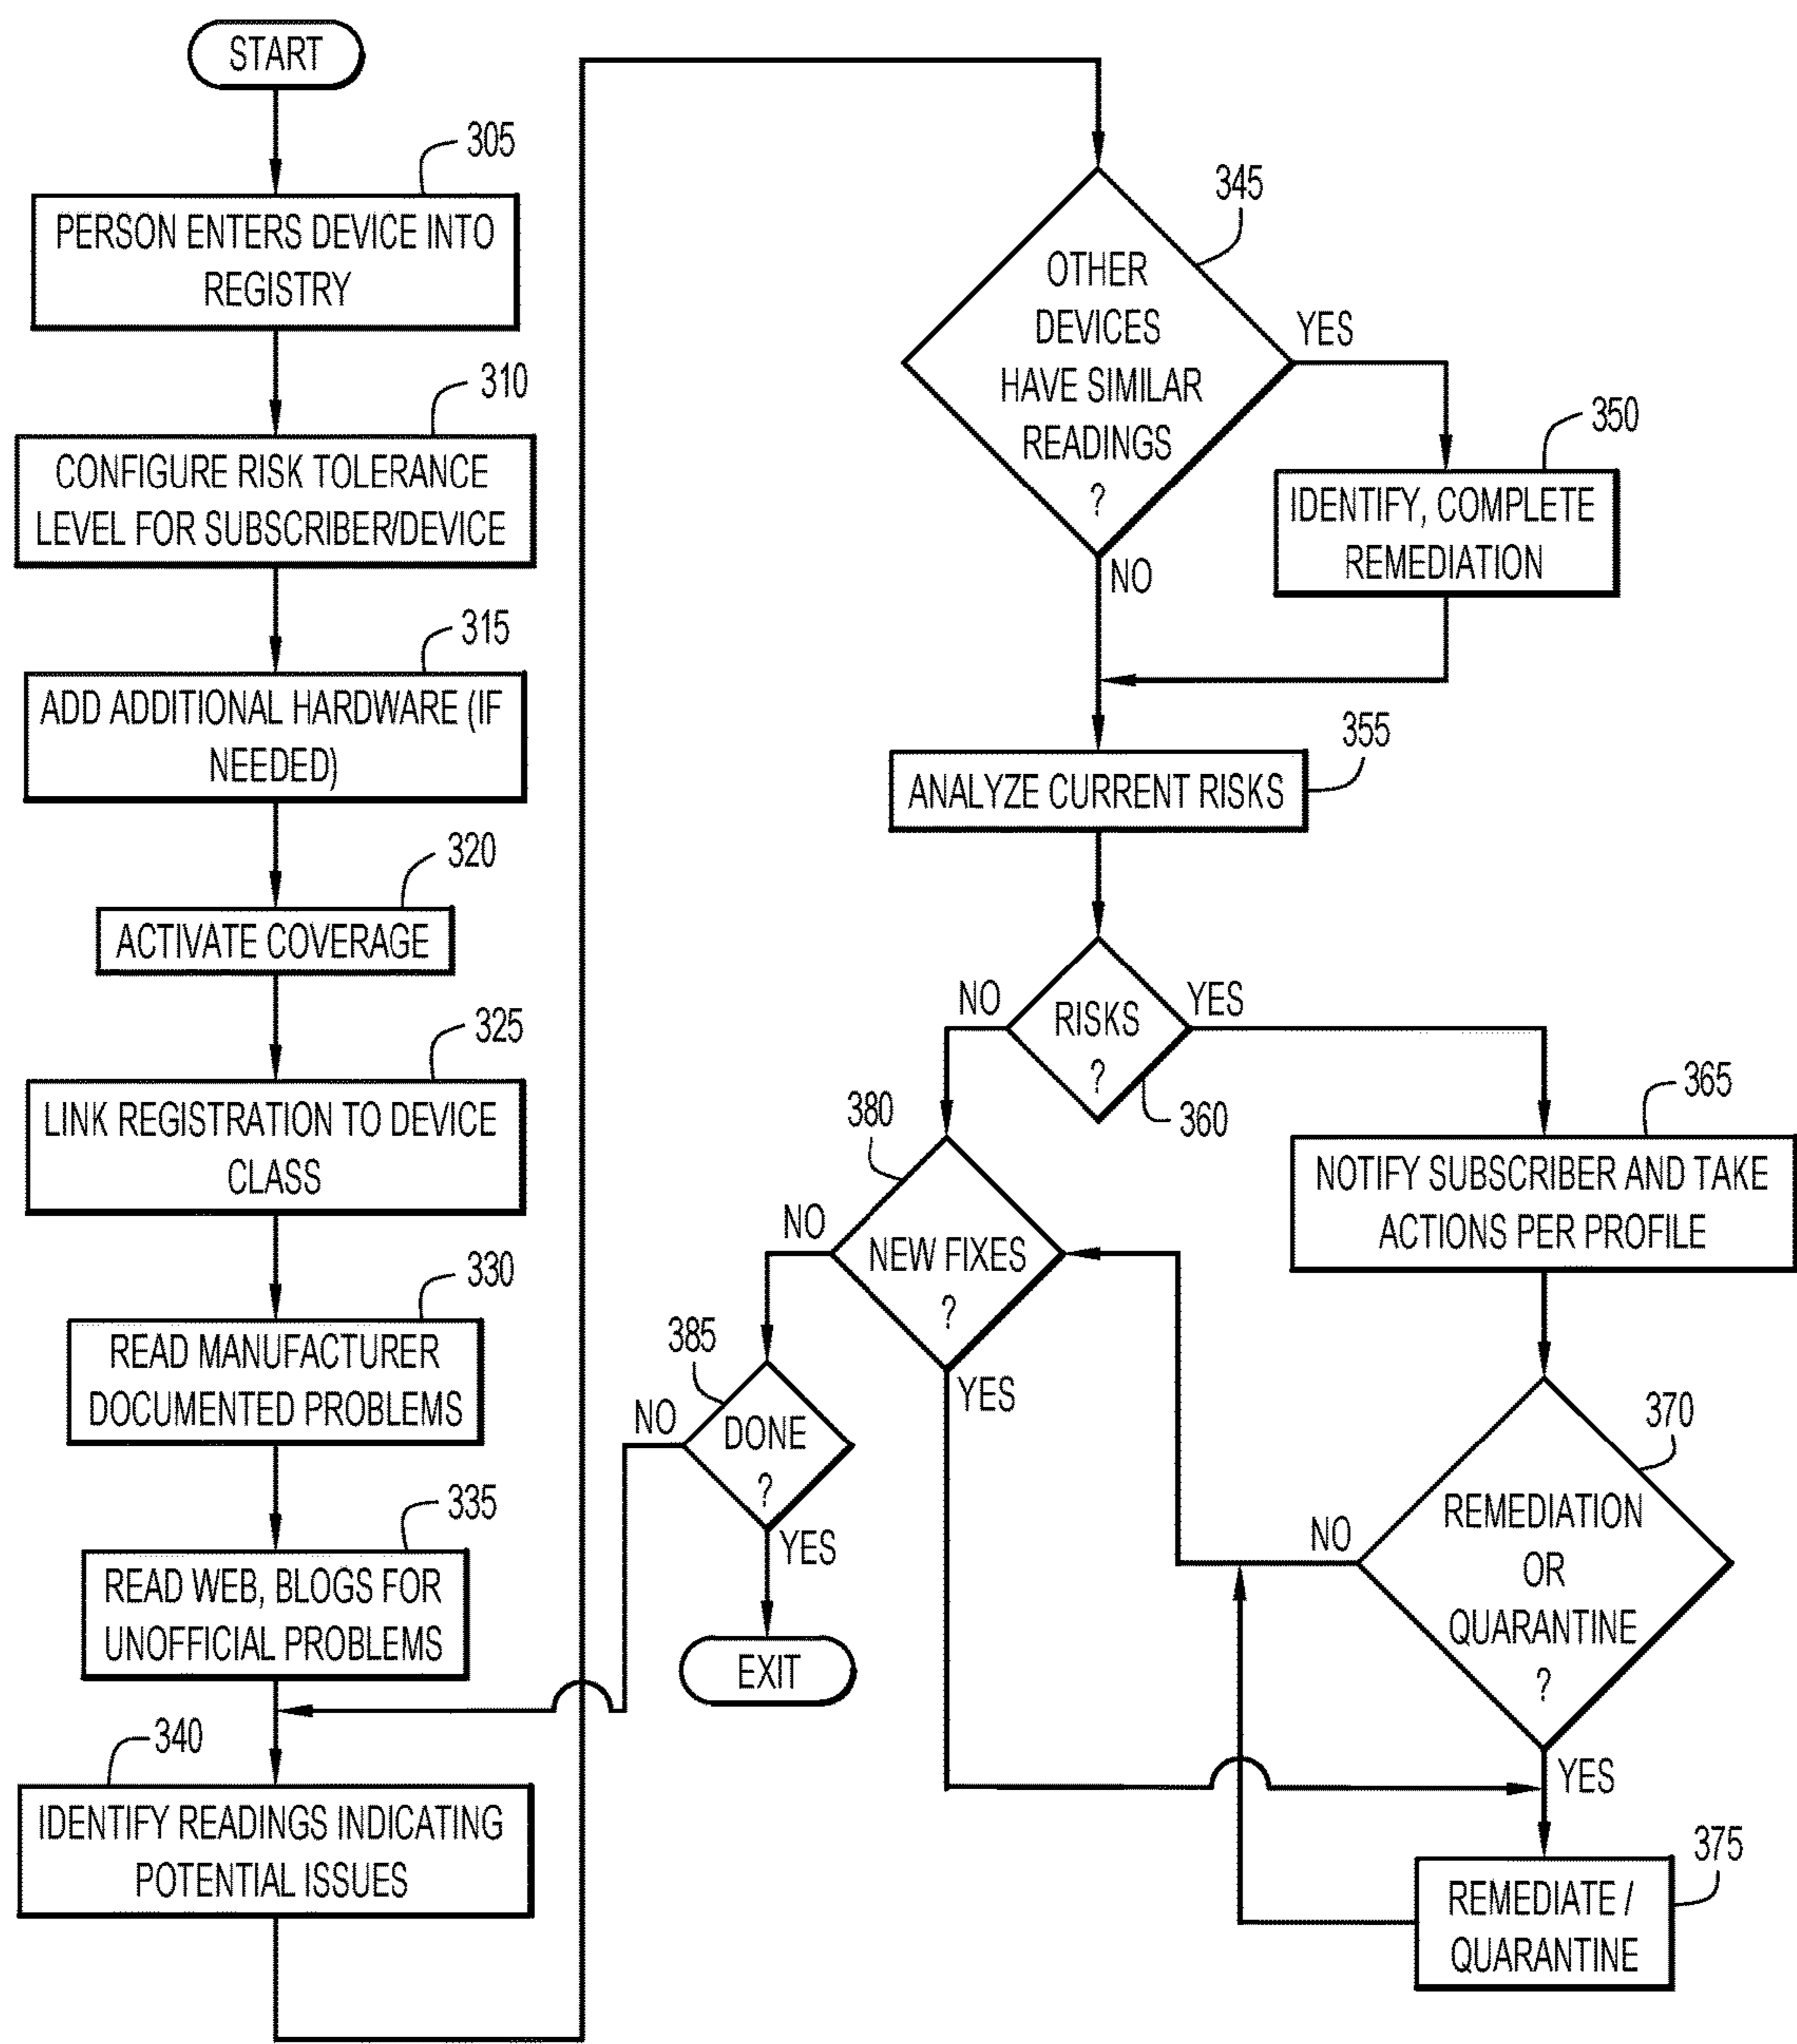 START
305
PERSON ENTERS DEVICE INTO
REGISTRY
310
CONFIGURE RISK TOLERANCE
LEVEL FOR SUBSCRIBER/DEVICE
315
ADD ADDITIONAL HARDWARE (IF
NEEDED)
320
ACTIVATE COVERAGE
325
LINK REGISTRATION TO DEVICE
CLASS
330
READ MANUFACTURER
DOCUMENTED PROBLEMS
335
READ WEB, BLOGS FOR
UNOFFICIAL PROBLEMS
340
IDENTIFY READINGS INDICATING
POTENTIAL ISSUES
345
OTHER
DEVICES
HAVE SIMILAR
READINGS
?
YES
NO
350
IDENTIFY, COMPLETE
REMEDIATION
355
ANALYZE CURRENT RISKS
NO
RISKS
?
YES
360
365
NOTIFY SUBSCRIBER AND TAKE
ACTIONS PER PROFILE
370
REMEDIATION
OR
QUARANTINE
?
NO
YES
375
REMEDIATE /
QUARANTINE
380
NO
NEW FIXES
?
YES
385
NO
DONE
?
YES
EXIT